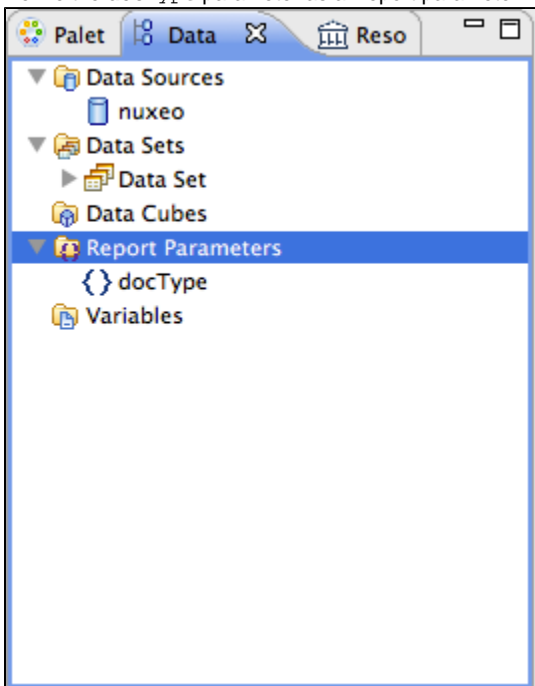 Palet Data Reso
Data Sources
nuxeo
Data Sets
Data Set
Data Cubes
Report Parameters
{} docType
Variables